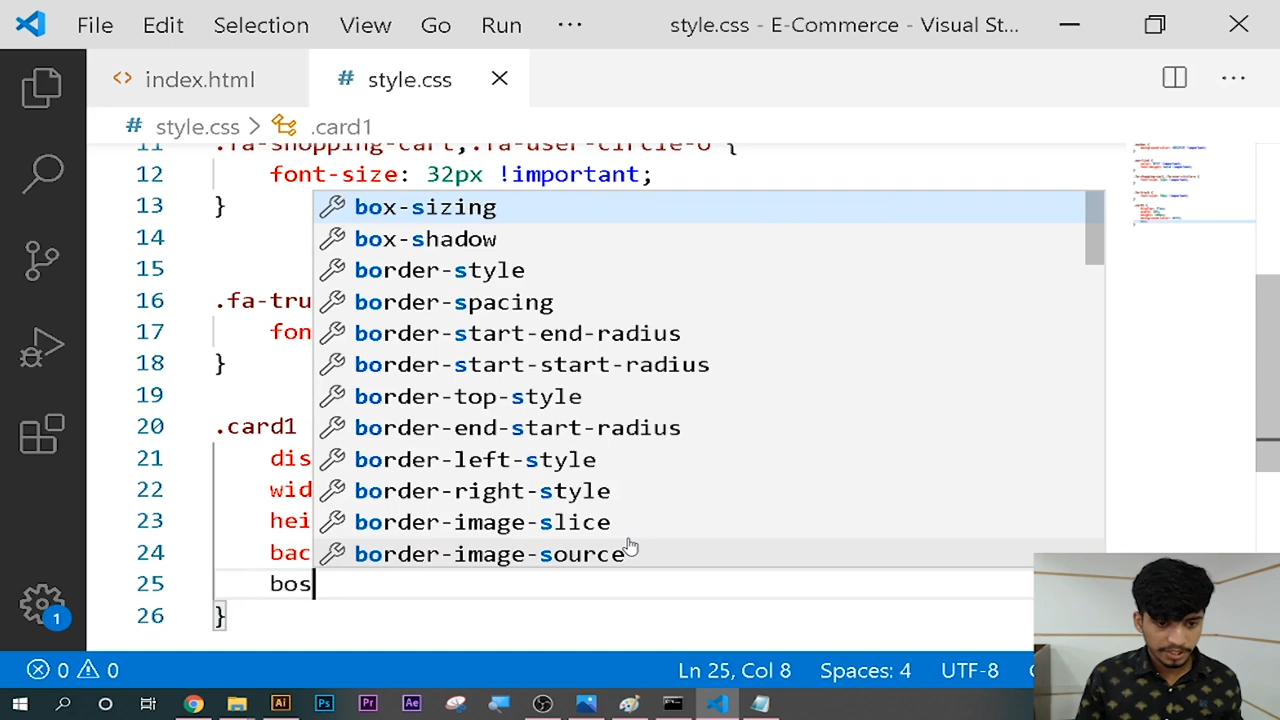 File Edit Selection View Go Run ··· style.css - E-Commerce - Visual St...
<> index.html # style.css
# style.css > .card1
11 .fa-shopping-cart,.fa-user-circle-o {
12 font-size: 32px !important;
13 }
14
15
16 .fa-tru
17 fon
18 }
19
20 .card1
21 dis
22 wid
23 hei
24 bac
25 bos
26 }
box-sizing
box-shadow
border-style
border-spacing
border-start-end-radius
border-start-start-radius
border-top-style
border-end-start-radius
border-left-style
border-right-style
border-image-slice
border-image-source
1
0 0 Ln 25, Col 8 Spaces: 4 UTF-8
Ai Ps Pr Ae